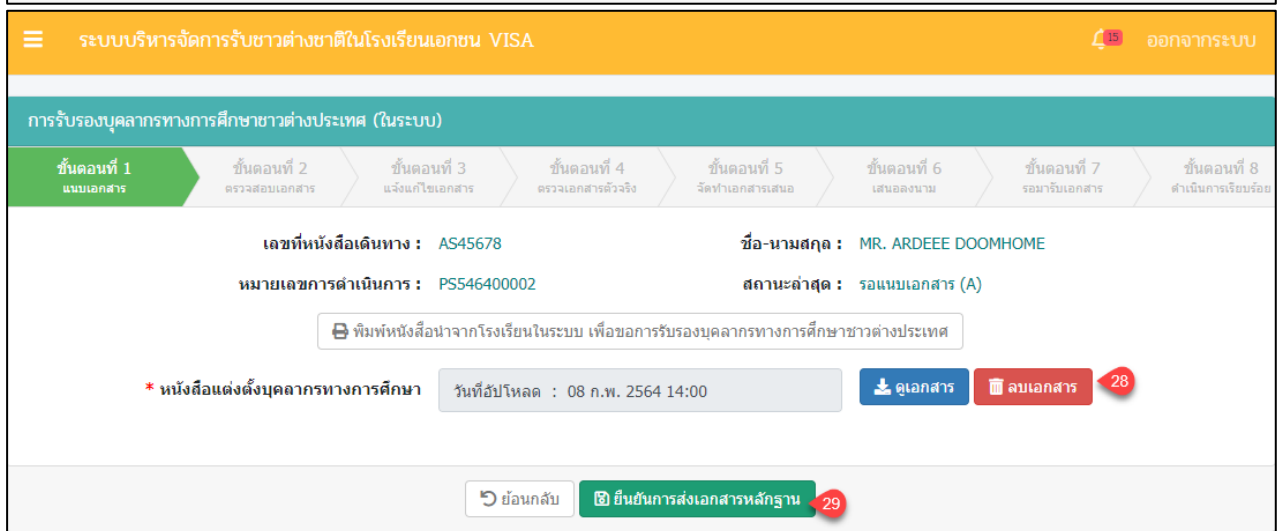 ระบบบริหารจัดการรับชาวต่างชาติในโรงเรียนเอกชน VISA 15 ออกจากระบบ
การรับรองบุคลากรทางการศึกษาชาวต่างประเทศ (ในระบบ)
ขั้นตอนที่ 1 ขั้นตอนที่ 2 ขั้นตอนที่ 3 ขั้นตอนที่ 4 ขั้นตอนที่ 5 ขั้นตอนที่ 6 ขั้นตอนที่ 7 ขั้นตอนที่ 8
แนบเอกสาร ตรวจสอบเอกสาร แจ้งแก้ไขเอกสาร ตรวจเอกสารตัวจริง จัดทำเอกสารเสนอ เสนอลงนาม รอมารับเอกสาร ดำเนินการเรียบร้อย
เลขที่หนังสือเดินทาง : AS45678 ชื่อ-นามสกุล : MR. ARDEEE DOOMHOME
หมายเลขการดำเนินการ : PS546400002 สถานะล่าสุด : รอแนบเอกสาร (A)
พิมพ์หนังสือนำจากโรงเรียนในระบบ เพื่อขอการรับรองบุคลากรทางการศึกษาชาวต่างประเทศ
* หนังสือแต่งตั้งบุคลากรทางการศึกษา วันที่อัปโหลด : 08 ก.พ. 2564 14:00 ดูเอกสาร ลบเอกสาร 28
ย้อนกลับ ยืนยันการส่งเอกสารหลักฐาน 29